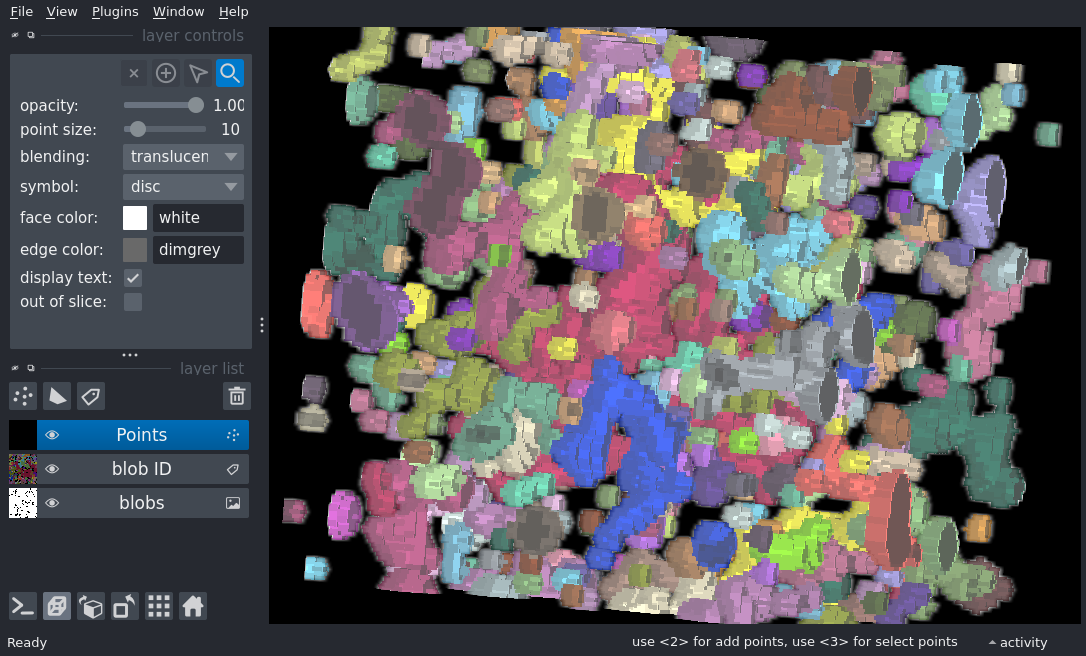 File View Plugins Window Help
layer controls
opacity: 1.00
point size: 10
blending: translucen
symbol: disc
face color: white
edge color: dimgrey
display text:
out of slice:
layer list
Points
blob ID
blobs
Ready
use <2> for add points, use <3> for select points
activity